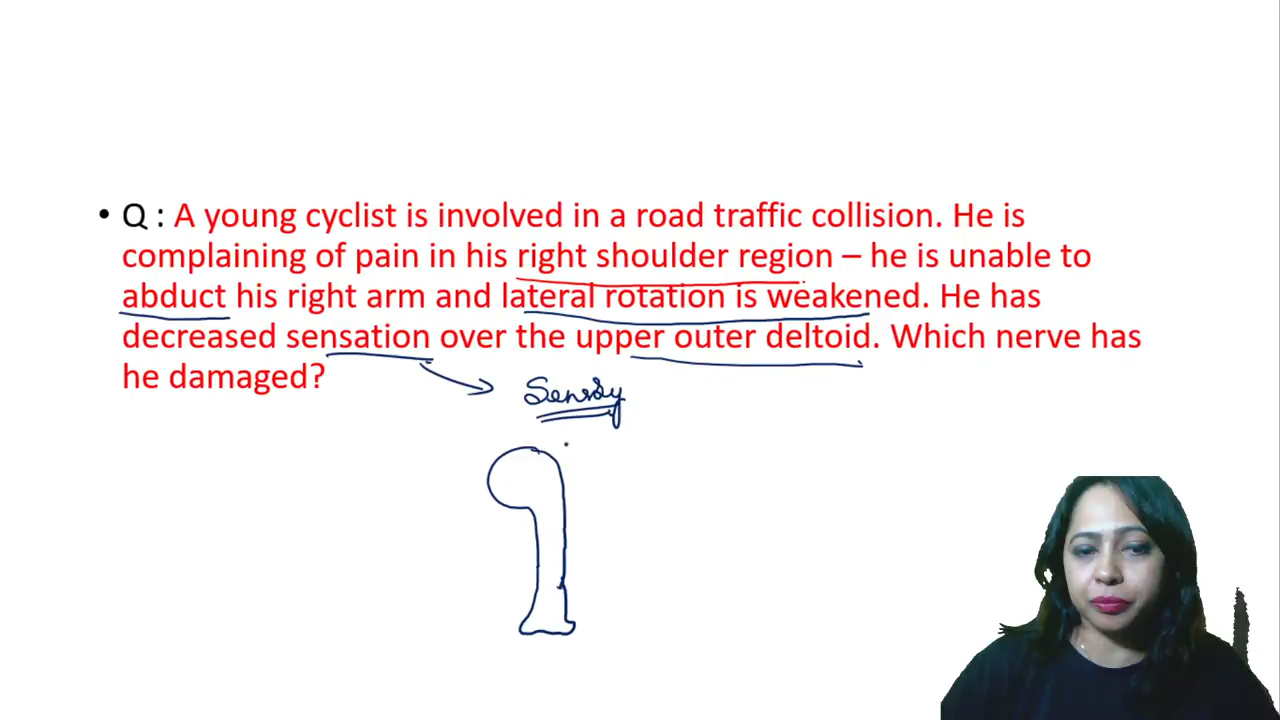 • Q : A young cyclist is involved in a road traffic collision. He is
complaining of pain in his right shoulder region – he is unable to
abduct his right arm and lateral rotation is weakened. He has
decreased sensation over the upper outer deltoid. Which nerve has
he damaged?
Sensory